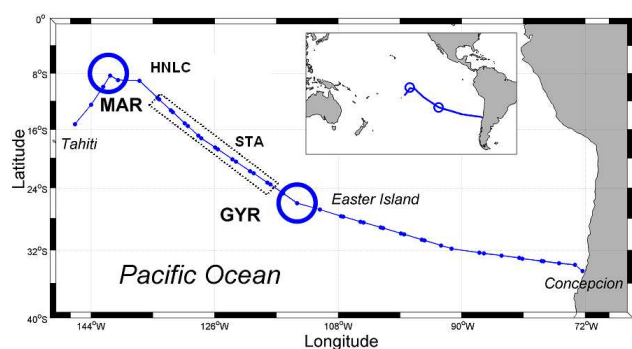 0°
8°S
16°S
24°S
32°S
40°S
Latitude
HNLC
MAR
Tahiti
STA
GYR
Easter Island
Pacific Ocean
Concepcion
144°W
126°W
108°W
90°W
72°W
Longitude